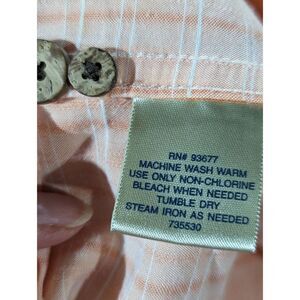 RN# 93677
MACHINE WASH WARM
USE ONLY NON-CHLORINE
BLEACH WHEN NEEDED
TUMBLE DRY
STEAM IRON AS NEEDED
735530